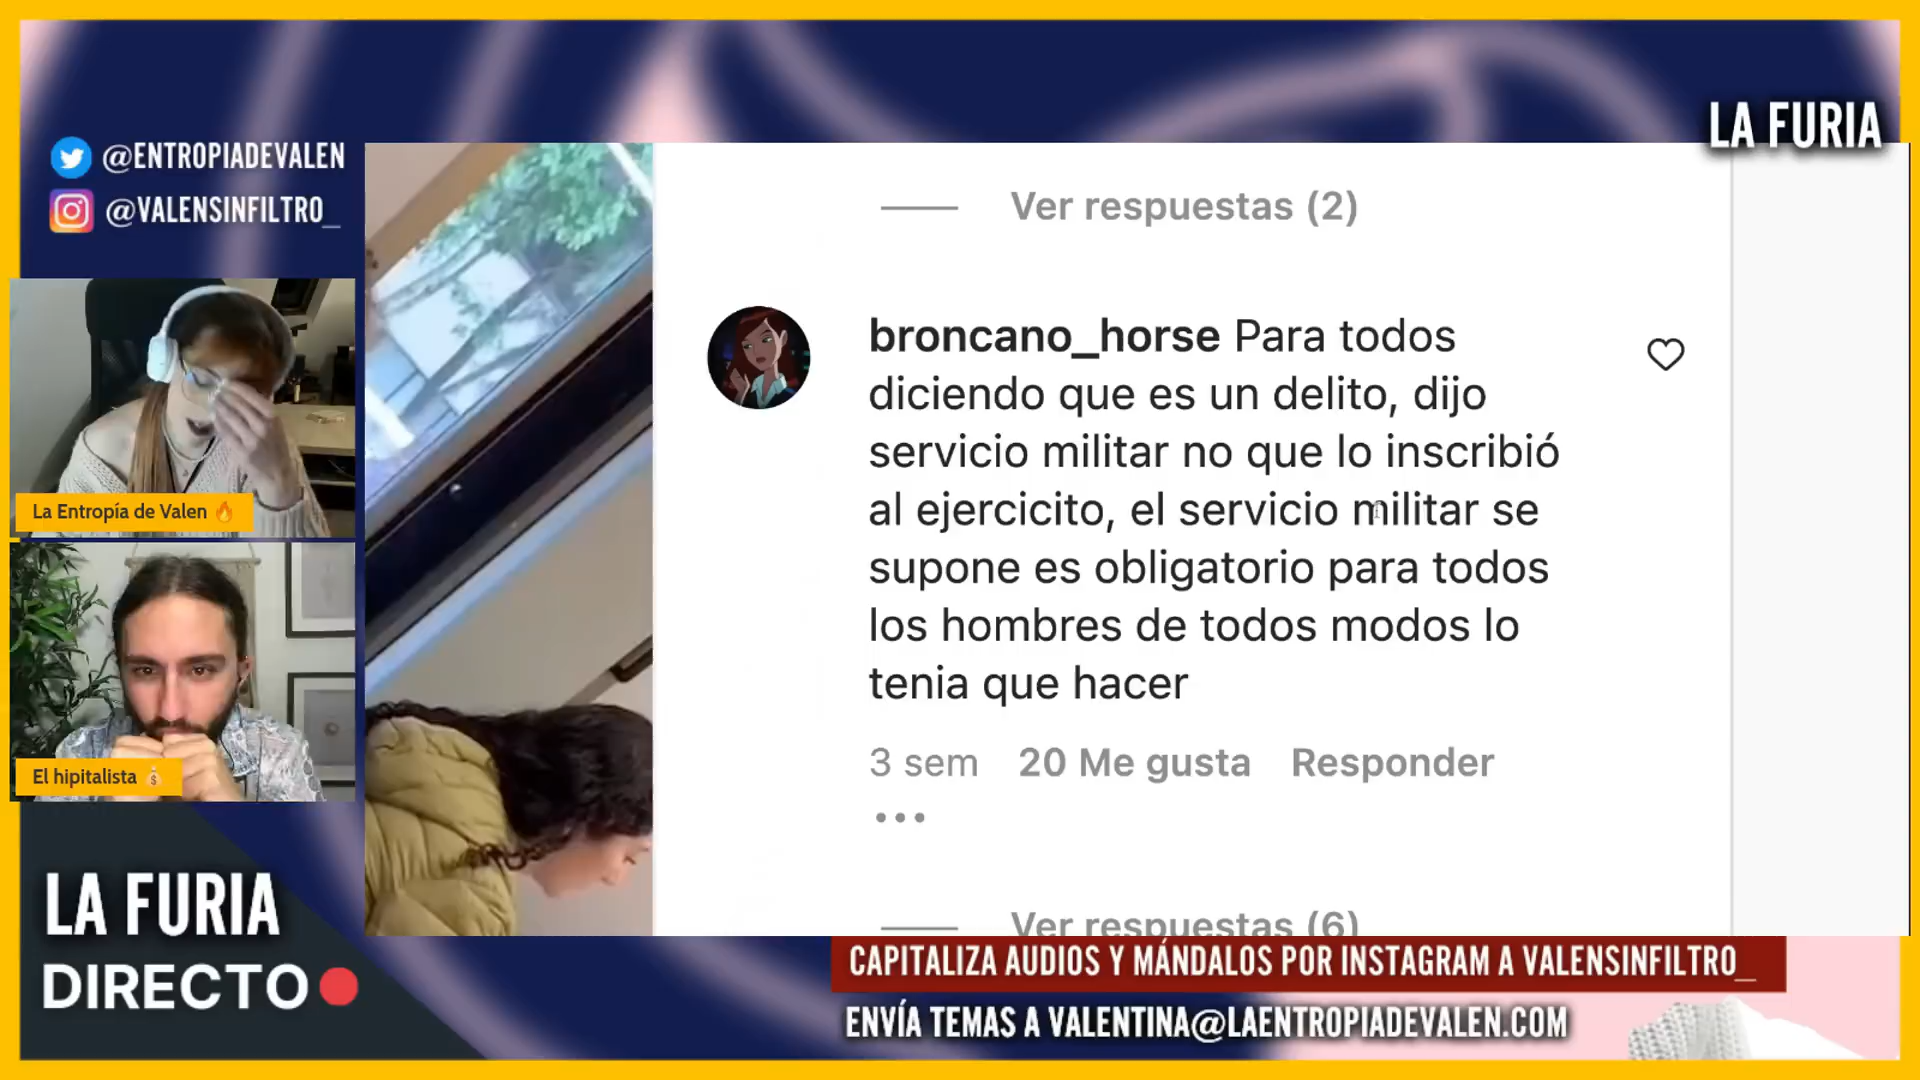 LA FURIA
@ENTROPIADEVALEN
@VALENSINFILTRO_
La Entropía de Valen 🔥
El hipitalista 💰
LA FURIA
DIRECTO
Ver respuestas (2)
broncano_horse Para todos
diciendo que es un delito, dijo
servicio militar no que lo inscribió
al ejercicito, el servicio militar se
supone es obligatorio para todos
los hombres de todos modos lo
tenia que hacer
3 sem 20 Me gusta Responder
...
Ver respuestas (6)
CAPITALIZA AUDIOS Y MÁNDALOS POR INSTAGRAM A VALENSINFILTRO_
ENVÍA TEMAS A VALENTINA@LAENTROPIADEVALEN.COM